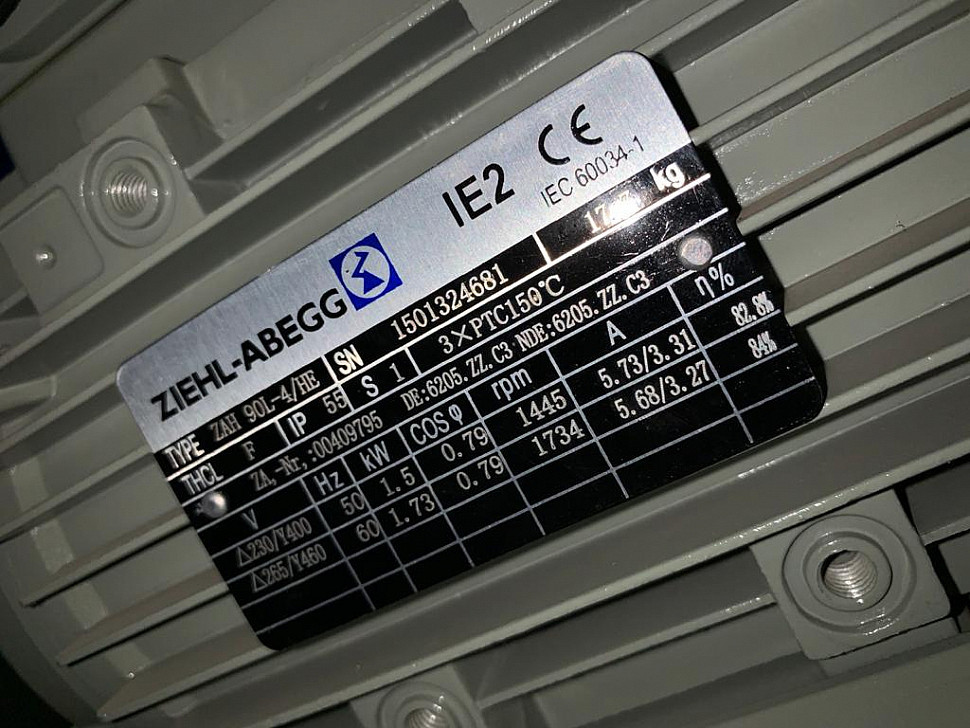 ZIEHL-ABEGG IE2 CE
IEC 60034-1
TYPE ZAH 90L-4/HE SN 1501324681 kg
THCL F IP 55 S 1 3×PTC150℃
ZA.-Nr.:00409795 DE:6205.ZZ.C3 NDE:6205.ZZ.C3
V Hz kW COS φ rpm A η%
△230/Y400 50 1.5 0.79 1445 5.73/3.31 82.8%
△265/Y460 60 1.73 0.79 1734 5.68/3.27 84%